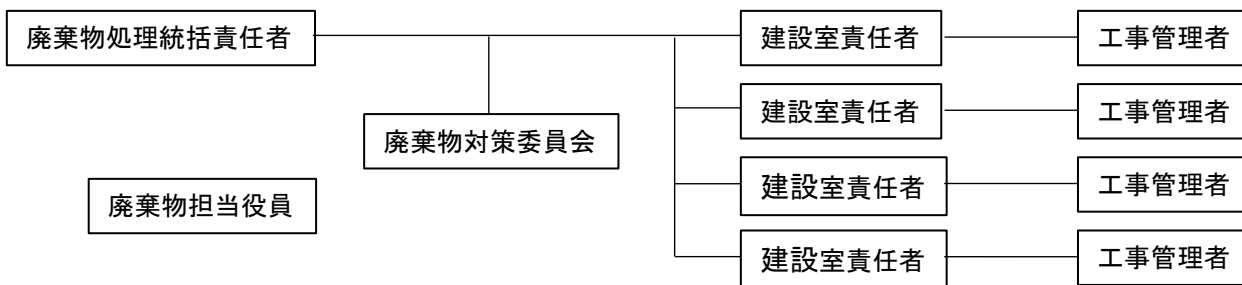 廃棄物処理統括責任者
建設室責任者
工事管理者
建設室責任者
工事管理者
廃棄物対策委員会
建設室責任者
工事管理者
廃棄物担当役員
建設室責任者
工事管理者